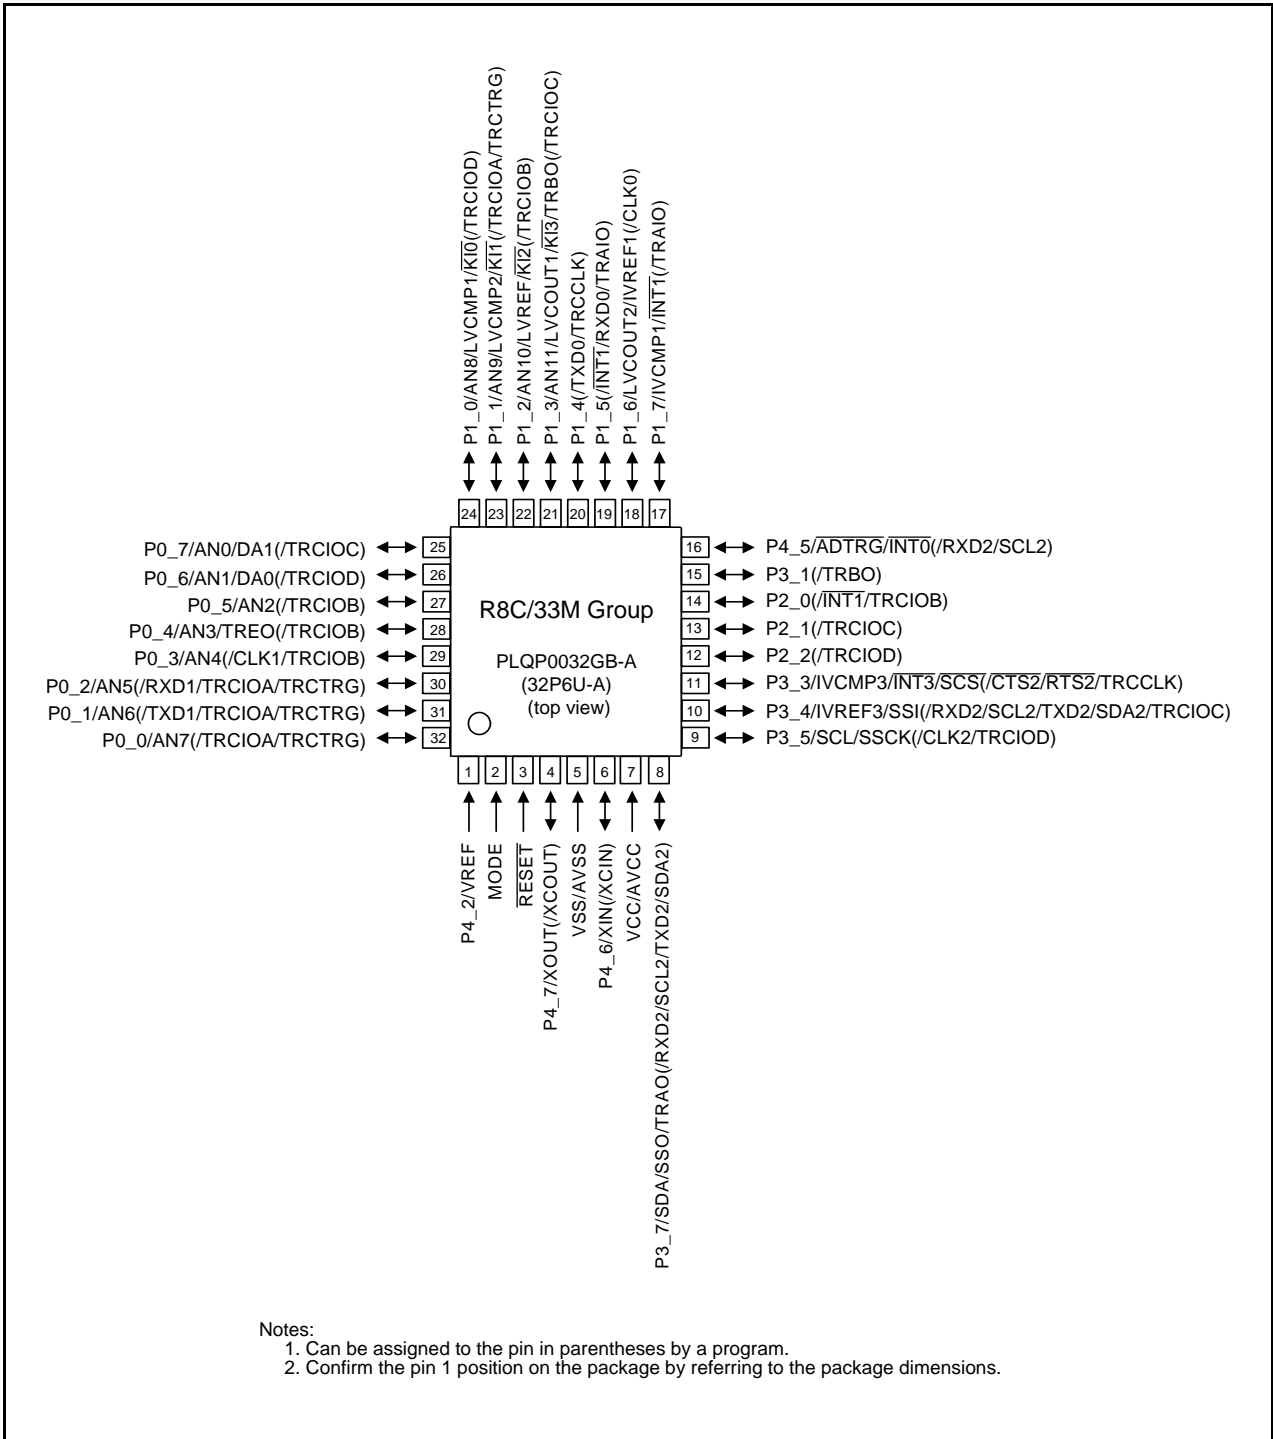 P1_0/AN8/LVCMP1/KI0(/TRCIOD)
P1_1/AN9/LVCMP2/KI1(/TRCIOA/TRCTRG)
P1_2/AN10/LVREF/KI2(/TRCIOB)
P1_3/AN11/LVCOUT1/KI3/TRBO(/TRCIOC)
P1_4(/TXD0/TRCCLK)
P1_5(/INT1/RXD0/TRAIO)
P1_6/LVCOUT2/IVREF1(/CLK0)
P1_7/IVCMP1/INT1(/TRAIO)
24 23 22 21 20 19 18 17
P0_7/AN0/DA1(/TRCIOC) 25
P0_6/AN1/DA0(/TRCIOD) 26
P0_5/AN2(/TRCIOB) 27
P0_4/AN3/TREO(/TRCIOB) 28
P0_3/AN4(/CLK1/TRCIOB) 29
P0_2/AN5(/RXD1/TRCIOA/TRCTRG) 30
P0_1/AN6(/TXD1/TRCIOA/TRCTRG) 31
P0_0/AN7(/TRCIOA/TRCTRG) 32
R8C/33M Group
PLQP0032GB-A
(32P6U-A)
(top view)
16 P4_5/ADTRG/INT0(/RXD2/SCL2)
15 P3_1(/TRBO)
14 P2_0(/INT1/TRCIOB)
13 P2_1(/TRCIOC)
12 P2_2(/TRCIOD)
11 P3_3/IVCMP3/INT3/SCS(/CTS2/RTS2/TRCCLK)
10 P3_4/IVREF3/SSI(/RXD2/SCL2/TXD2/SDA2/TRCIOC)
9 P3_5/SCL/SSCK(/CLK2/TRCIOD)
1 2 3 4 5 6 7 8
P4_2/VREF
MODE
RESET
P4_7/XOUT(/XCOUT)
VSS/AVSS
P4_6/XIN(/XCIN)
VCC/AVCC
P3_7/SDA/SSO/TRAO(/RXD2/SCL2/TXD2/SDA2)
Notes:
1. Can be assigned to the pin in parentheses by a program.
2. Confirm the pin 1 position on the package by referring to the package dimensions.